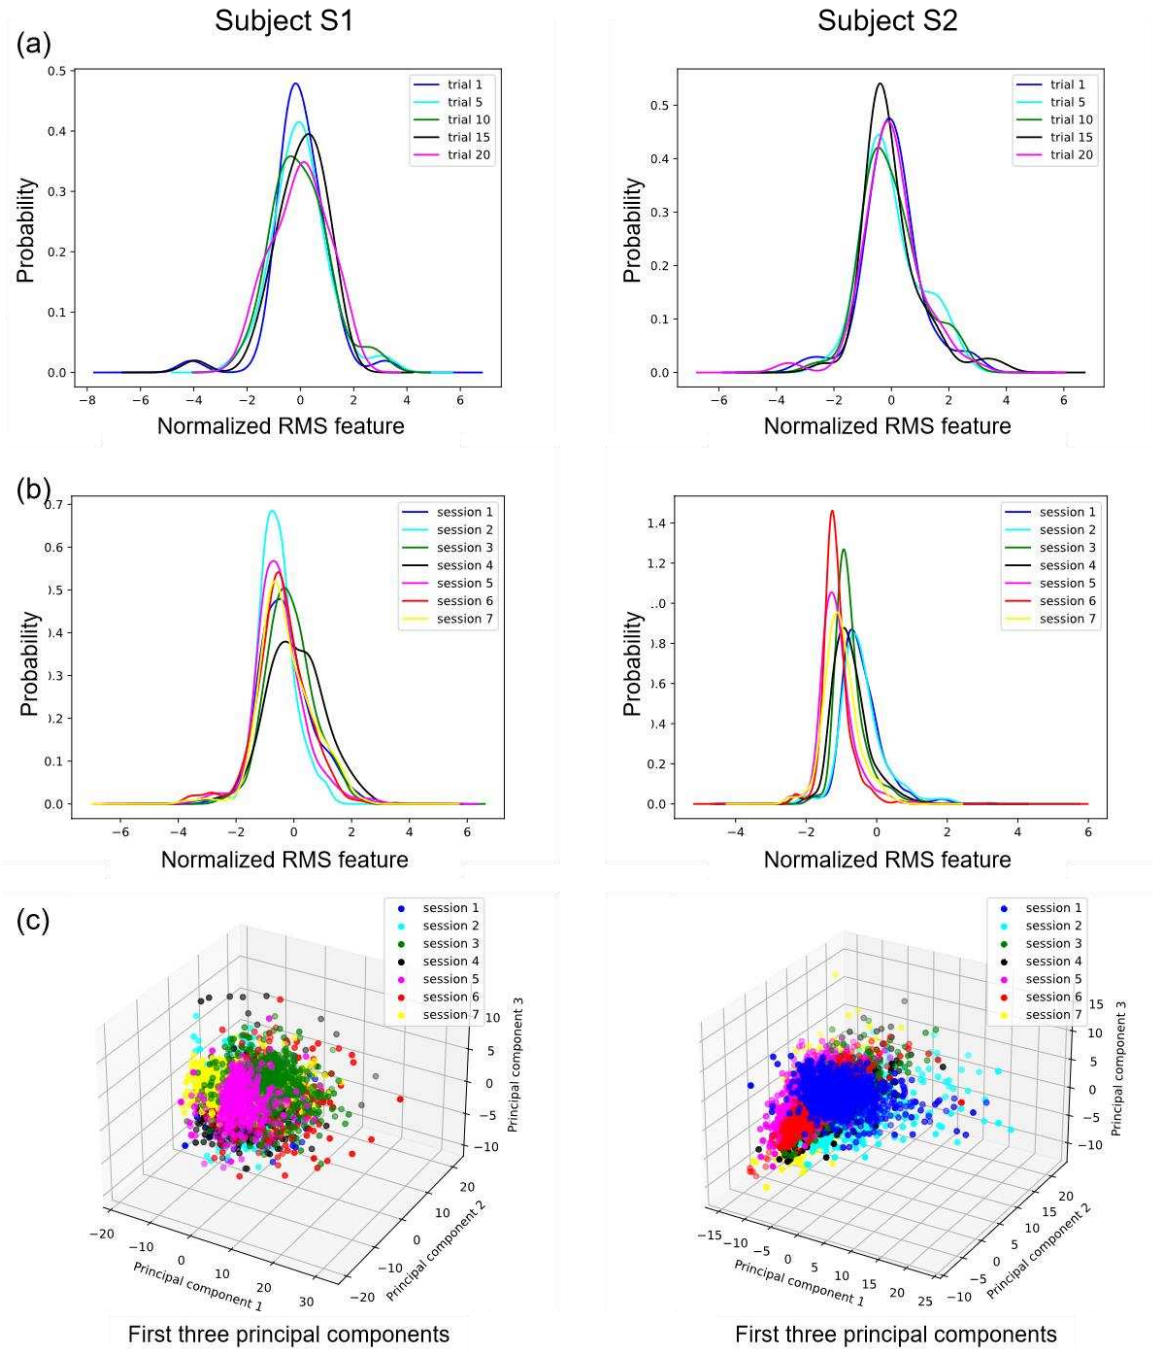 Subject S1
Subject S2
(a)
trial 1
trial 5
trial 10
trial 15
trial 20
0.5
0.4
0.3
0.2
0.1
0.0
Probability
−8 −6 −4 −2 0 2 4 6
Normalized RMS feature
trial 1
trial 5
trial 10
trial 15
trial 20
0.5
0.4
0.3
0.2
0.1
0.0
Probability
−6 −4 −2 0 2 4 6
Normalized RMS feature
(b)
session 1
session 2
session 3
session 4
session 5
session 6
session 7
0.7
0.6
0.5
0.4
0.3
0.2
0.1
0.0
Probability
−6 −4 −2 0 2 4 6
Normalized RMS feature
session 1
session 2
session 3
session 4
session 5
session 6
session 7
1.4
1.2
1.0
0.8
0.6
0.4
0.2
0.0
Probability
−4 −2 0 2 4 6
Normalized RMS feature
(c)
session 1
session 2
session 3
session 4
session 5
session 6
session 7
10
5
0
−5
−10
Principal component 3
20
10
0
−10
−20
Principal component 2
−20
−10
0
10
20
30
Principal component 1
First three principal components
session 1
session 2
session 3
session 4
session 5
session 6
session 7
15
10
5
0
−5
−10
Principal component 3
20
15
10
5
0
−5
−10
Principal component 2
−15
−10
−5
0
5
10
15
20
25
Principal component 1
First three principal components